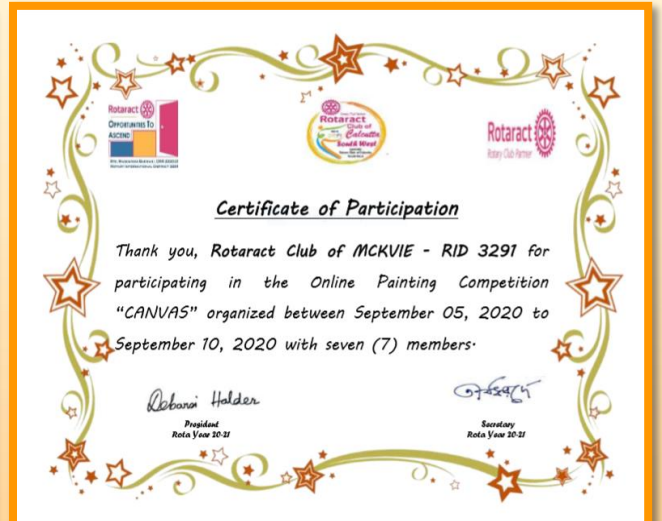 Rotaract
OPPORTUNITIES TO
ASCEND
Rotaract
Club of
Calcutta
South West
Rotaract
Rotary Club Partner
Certificate of Participation
Thank you, Rotaract Club of MCKVIE - RID 3291 for
participating in the Online Painting Competition
“CANVAS” organized between September 05, 2020 to
September 10, 2020 with seven (7) members.
Debarsi Halder
President
Rota Year 20-21
Secretary
Rota Year 20-21